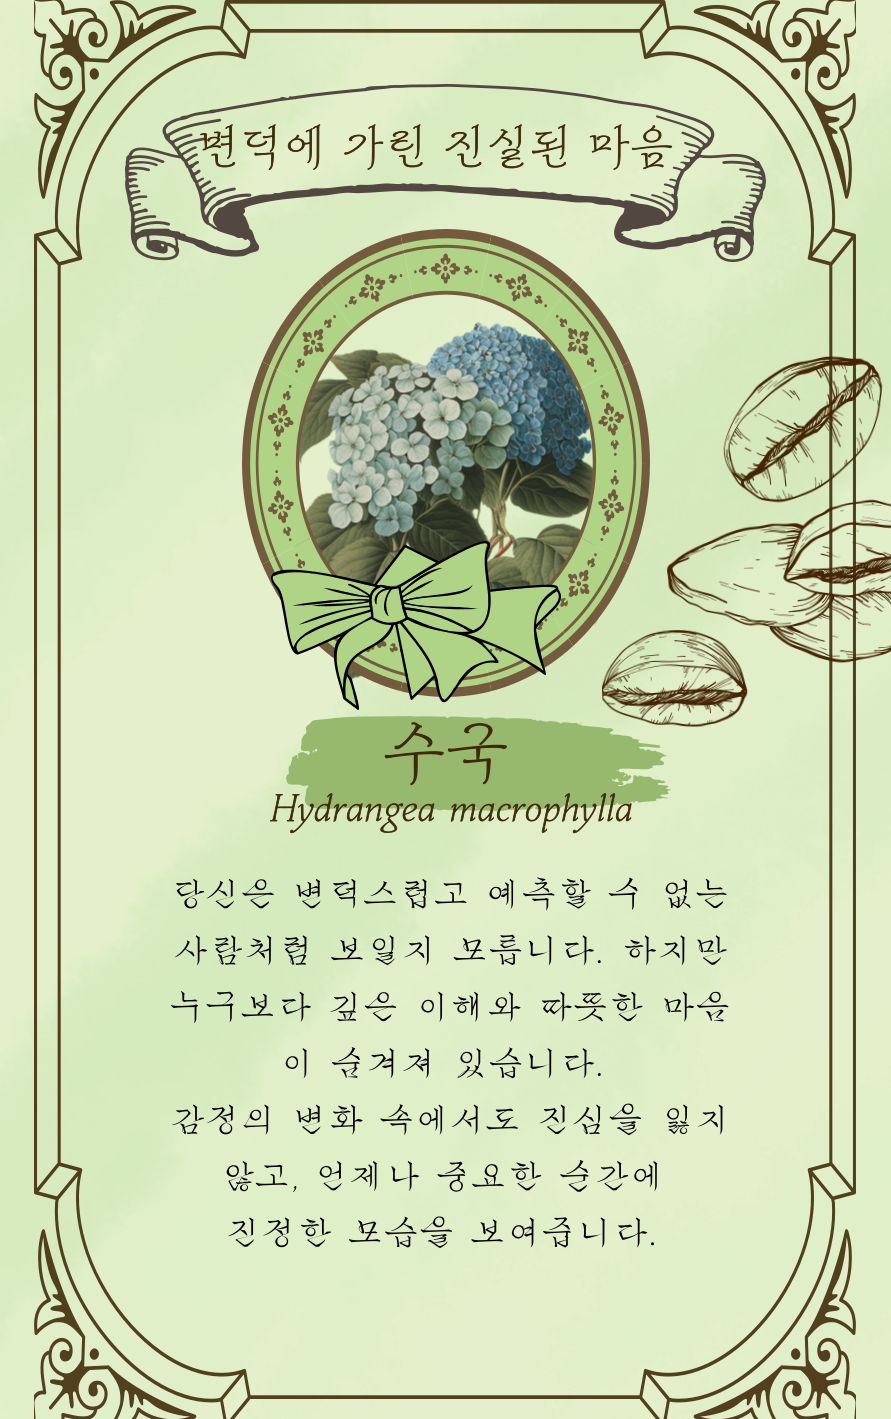 변덕에 가린 진실된 마음
수국
Hydrangea macrophylla
당신은 변덕스럽고 예측할 수 없는
사람처럼 보일지 모릅니다. 하지만
누구보다 깊은 이해와 따뜻한 마음
이 숨겨져 있습니다.
감정의 변화 속에서도 진심을 잃지
않고, 언제나 중요한 순간에
진정한 모습을 보여줍니다.